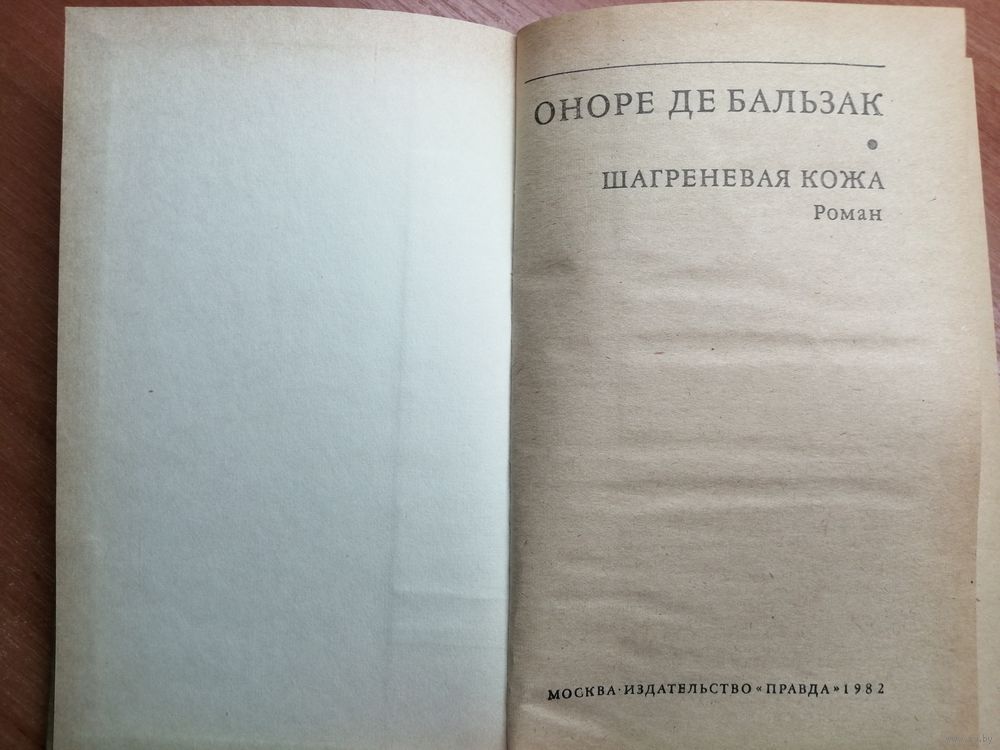 ОНОРЕ ДЕ БАЛЬЗАК
•
ШАГРЕНЕВАЯ КОЖА
Роман
МОСКВА·ИЗДАТЕЛЬСТВО «ПРАВДА» 1982